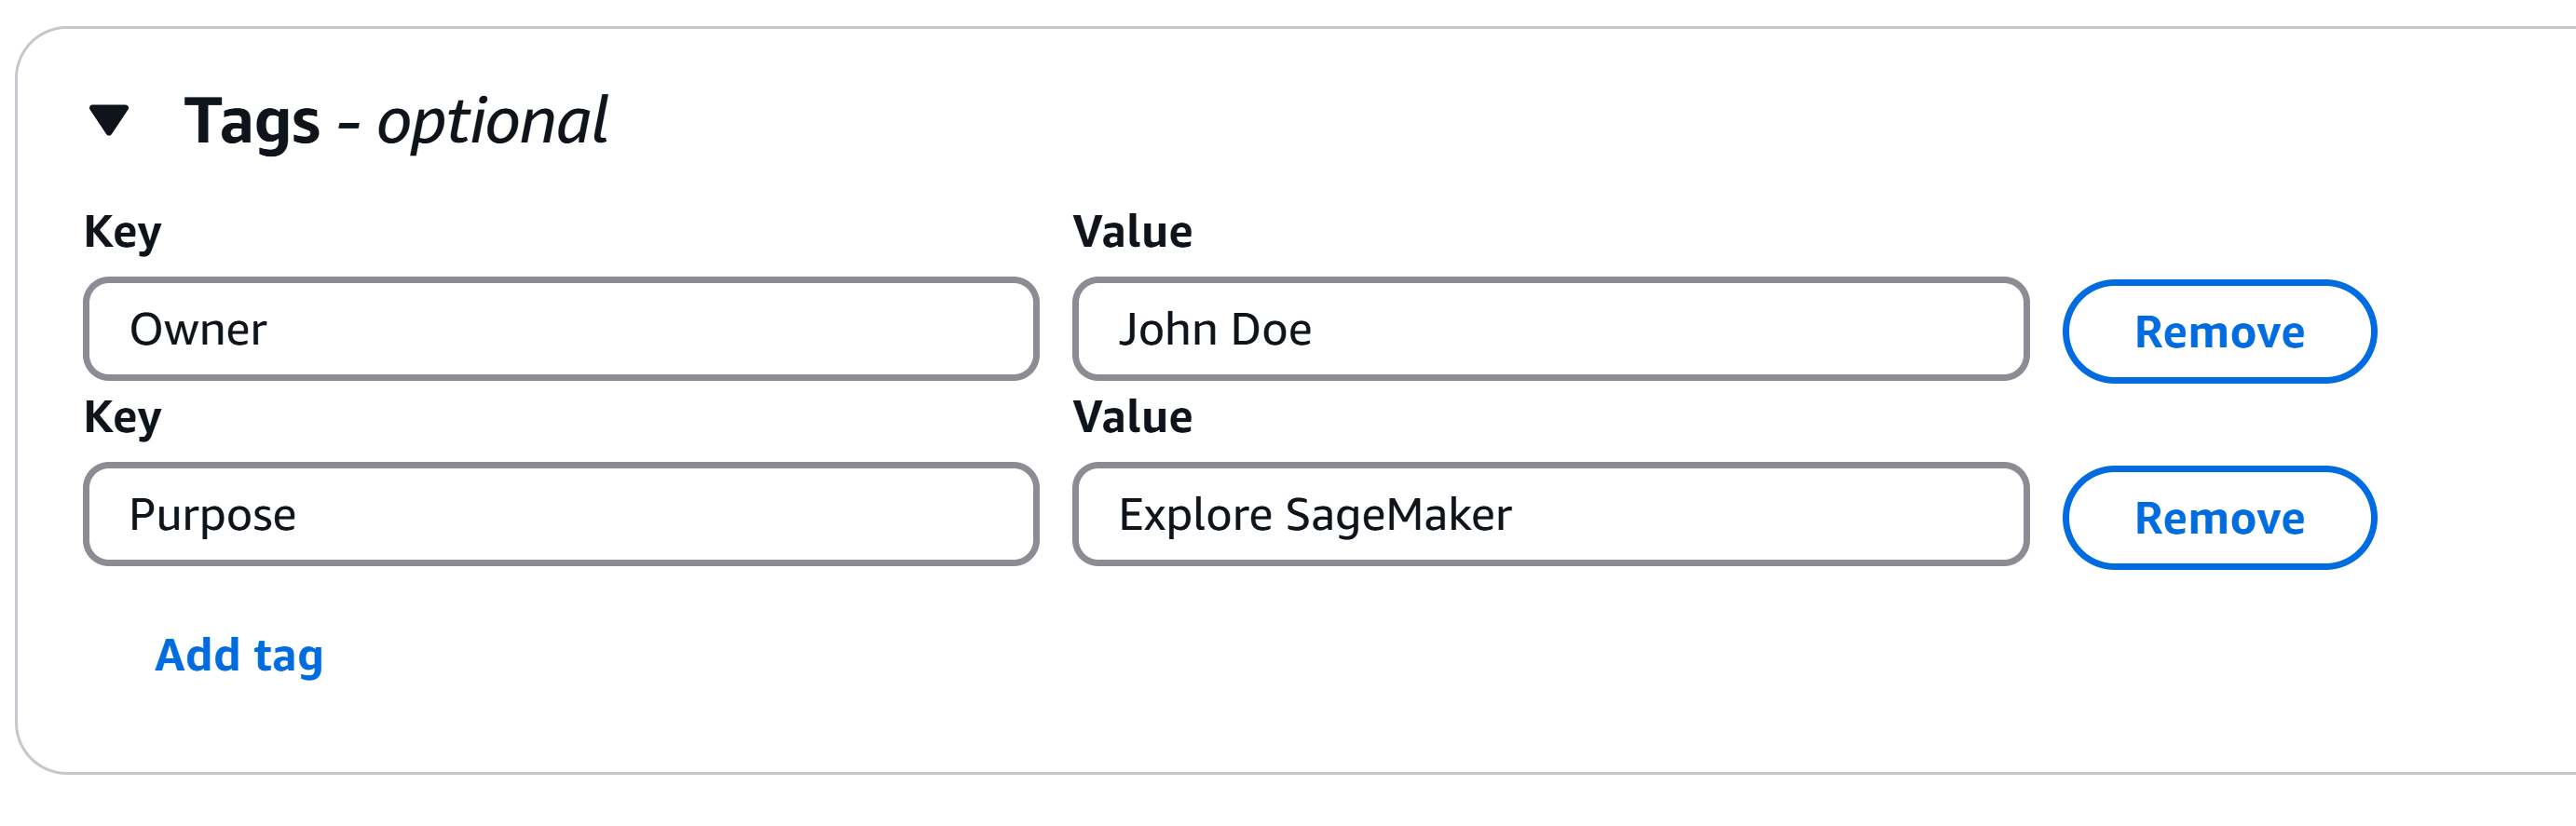 Tags - optional
Key Value
Owner John Doe Remove
Key Value
Purpose Explore SageMaker Remove
Add tag